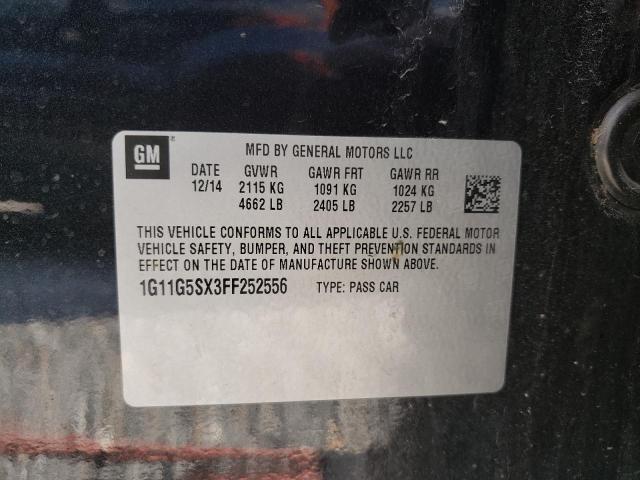 GM
MFD BY GENERAL MOTORS LLC
DATE GVWR GAWR FRT GAWR RR
12/14 2115 KG 1091 KG 1024 KG
4662 LB 2405 LB 2257 LB
THIS VEHICLE CONFORMS TO ALL APPLICABLE U.S. FEDERAL MOTOR
VEHICLE SAFETY, BUMPER, AND THEFT PREVENTION STANDARDS IN
EFFECT ON THE DATE OF MANUFACTURE SHOWN ABOVE.
1G11G5SX3FF252556 TYPE: PASS CAR